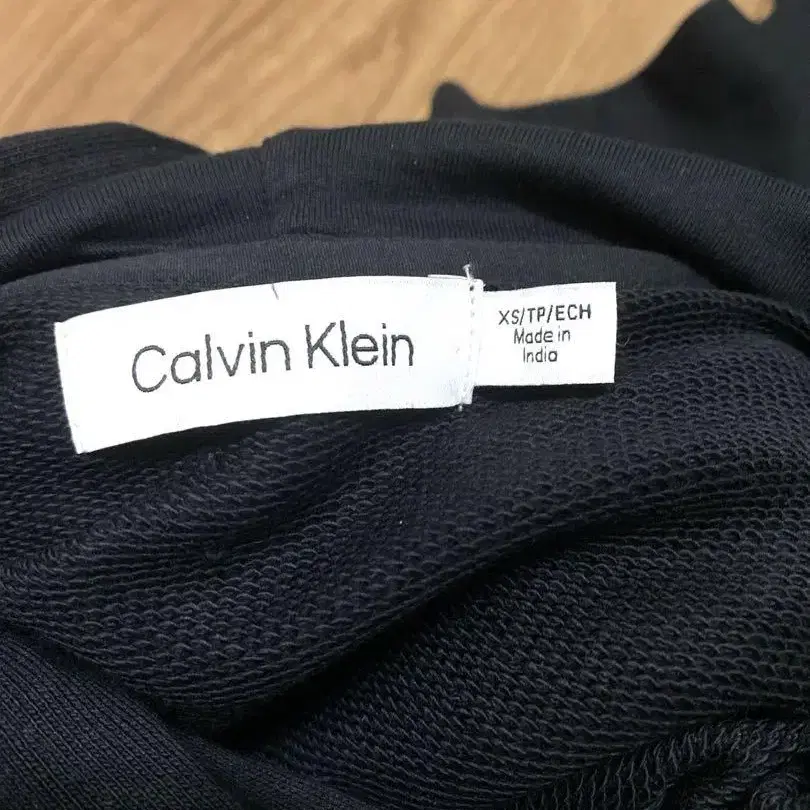 Calvin Klein
XS/TP/ECH
Made in
India